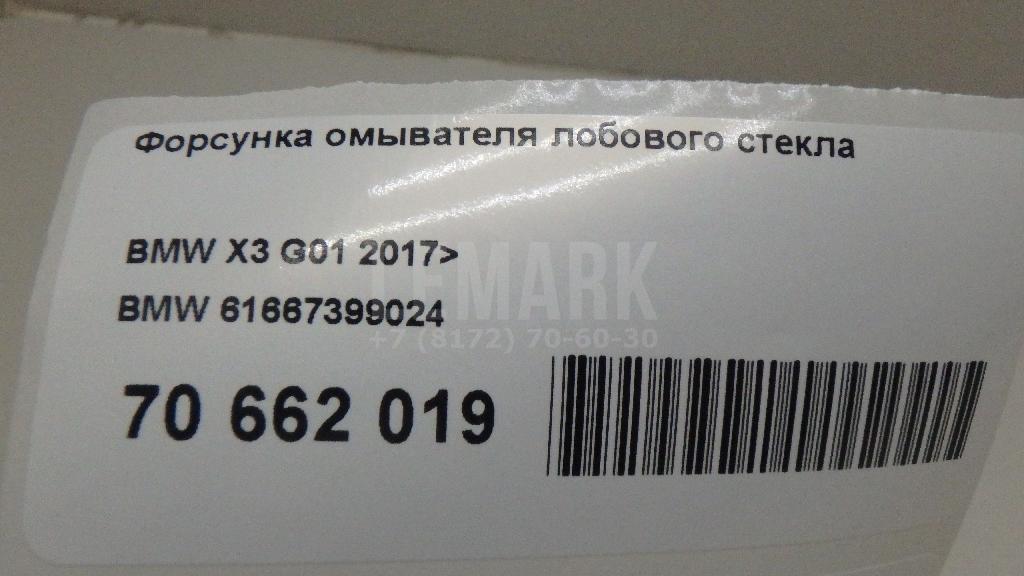 Форсунка омывателя лобового стекла
BMW X3 G01 2017>
BMW 61667399024
LEMARK
+7 (8172) 70-60-30
70 662 019